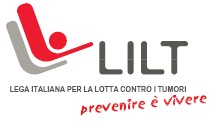 LILT
LEGA ITALIANA PER LA LOTTA CONTRO I TUMORI
prevenire è vivere